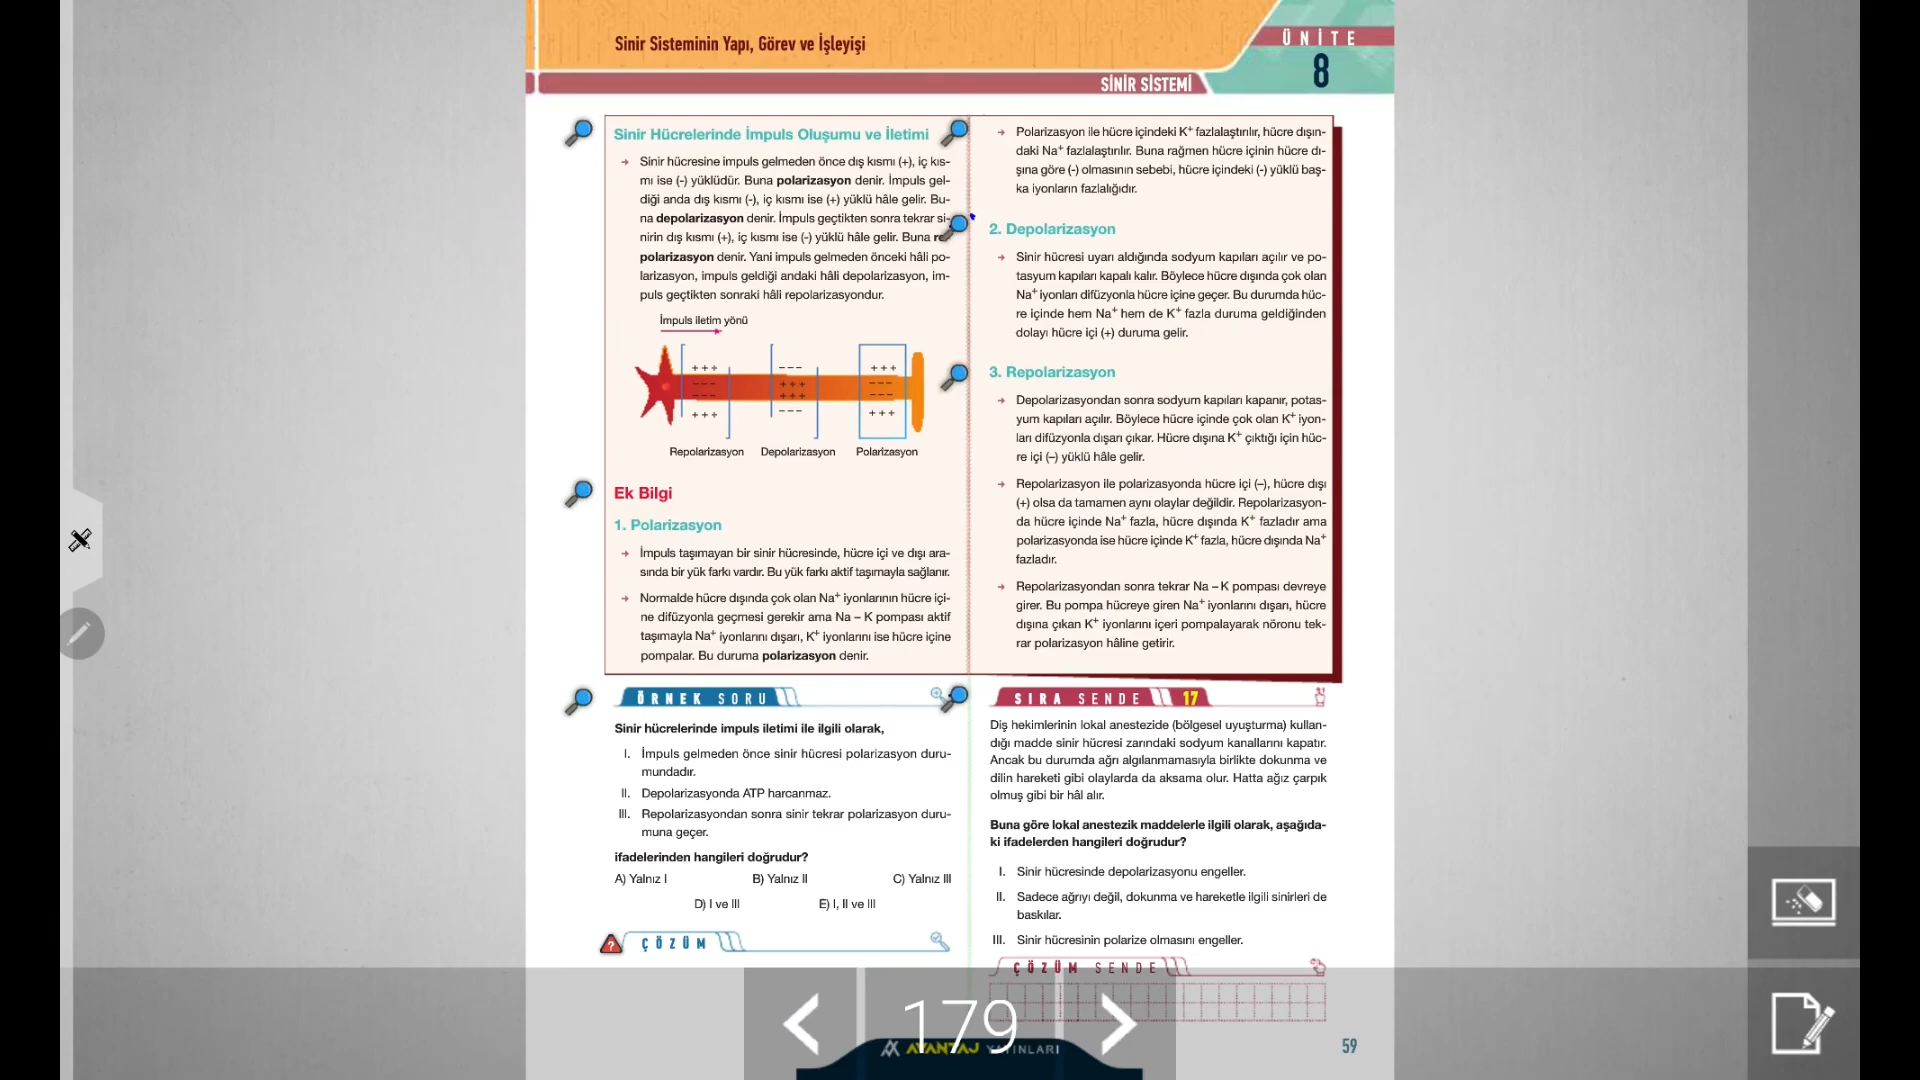 Sinir Sisteminin Yapı, Görev ve İşleyişi
ÜNİTE
8
SİNİR SİSTEMİ
Sinir Hücrelerinde İmpuls Oluşumu ve İletimi
→ Sinir hücresine impuls gelmeden önce dış kısmı (+), iç kıs-
mı ise (-) yüklüdür. Buna polarizasyon denir. İmpuls gel-
diği anda dış kısmı (-), iç kısmı ise (+) yüklü hâle gelir. Bu-
na depolarizasyon denir. İmpuls geçtikten sonra tekrar si-
nirin dış kısmı (+), iç kısmı ise (-) yüklü hâle gelir. Buna re-
polarizasyon denir. Yani impuls gelmeden önceki hâli po-
larizasyon, impuls geldiği andaki hâli depolarizasyon, im-
puls geçtikten sonraki hâli repolarizasyondur.
İmpuls iletim yönü
+++ --- +++
--- +++ ---
--- +++ ---
+++ --- +++
Repolarizasyon Depolarizasyon Polarizasyon
Ek Bilgi
1. Polarizasyon
→ İmpuls taşımayan bir sinir hücresinde, hücre içi ve dışı ara-
sında bir yük farkı vardır. Bu yük farkı aktif taşımayla sağlanır.
→ Normalde hücre dışında çok olan Na⁺ iyonlarının hücre içi-
ne difüzyonla geçmesi gerekir ama Na – K pompası aktif
taşımayla Na⁺ iyonlarını dışarı, K⁺ iyonlarını ise hücre içine
pompalar. Bu duruma polarizasyon denir.
→ Polarizasyon ile hücre içindeki K⁺ fazlalaştırılır, hücre dışın-
daki Na⁺ fazlalaştırılır. Buna rağmen hücre içinin hücre dı-
şına göre (-) olmasının sebebi, hücre içindeki (-) yüklü baş-
ka iyonların fazlalığıdır.
2. Depolarizasyon
→ Sinir hücresi uyarı aldığında sodyum kapıları açılır ve po-
tasyum kapıları kapalı kalır. Böylece hücre dışında çok olan
Na⁺ iyonları difüzyonla hücre içine geçer. Bu durumda hüc-
re içinde hem Na⁺ hem de K⁺ fazla duruma geldiğinden
dolayı hücre içi (+) duruma gelir.
3. Repolarizasyon
→ Depolarizasyondan sonra sodyum kapıları kapanır, potas-
yum kapıları açılır. Böylece hücre içinde çok olan K⁺ iyon-
ları difüzyonla dışarı çıkar. Hücre dışına K⁺ çıktığı için hüc-
re içi (–) yüklü hâle gelir.
→ Repolarizasyon ile polarizasyonda hücre içi (–), hücre dışı
(+) olsa da tamamen aynı olaylar değildir. Repolarizasyon-
da hücre içinde Na⁺ fazla, hücre dışında K⁺ fazladır ama
polarizasyonda ise hücre içinde K⁺ fazla, hücre dışında Na⁺
fazladır.
→ Repolarizasyondan sonra tekrar Na – K pompası devreye
girer. Bu pompa hücreye giren Na⁺ iyonlarını dışarı, hücre
dışına çıkan K⁺ iyonlarını içeri pompalayarak nöronu tek-
rar polarizasyon hâline getirir.
ÖRNEK SORU
Sinir hücrelerinde impuls iletimi ile ilgili olarak,
I. İmpuls gelmeden önce sinir hücresi polarizasyon duru-
mundadır.
II. Depolarizasyonda ATP harcanmaz.
III. Repolarizasyondan sonra sinir tekrar polarizasyon duru-
muna geçer.
ifadelerinden hangileri doğrudur?
A) Yalnız I B) Yalnız II C) Yalnız III
D) I ve III E) I, II ve III
ÇÖZÜM
SIRA SENDE 17
Diş hekimlerinin lokal anestezide (bölgesel uyuşturma) kullan-
dığı madde sinir hücresi zarındaki sodyum kanallarını kapatır.
Ancak bu durumda ağrı algılanmamasıyla birlikte dokunma ve
dilin hareketi gibi olaylarda da aksama olur. Hatta ağız çarpık
olmuş gibi bir hâl alır.
Buna göre lokal anestezik maddelerle ilgili olarak, aşağıda-
ki ifadelerden hangileri doğrudur?
I. Sinir hücresinde depolarizasyonu engeller.
II. Sadece ağrıyı değil, dokunma ve hareketle ilgili sinirleri de
baskılar.
III. Sinir hücresinin polarize olmasını engeller.
ÇÖZÜM SENDE
179
AVANTAJ YAYINLARI
59